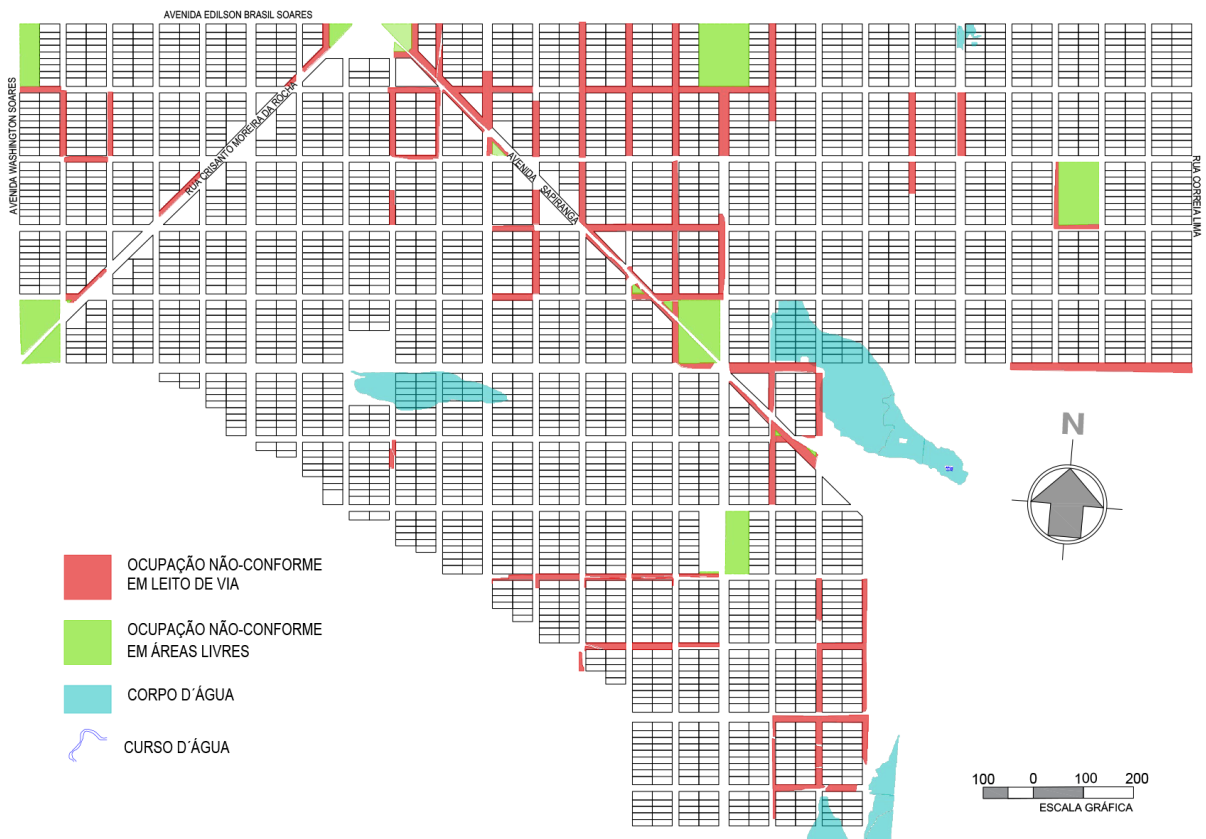 AVENIDA EDILSON BRASIL SOARES
AVENIDA WASHINGTON SOARES
RUA CRISANTO MOREIRA DA ROCHA
AVENIDA SAPIRANGA
RUA CORREIA LIMA
N
OCUPAÇÃO NÃO-CONFORME
EM LEITO DE VIA
OCUPAÇÃO NÃO-CONFORME
EM ÁREAS LIVRES
CORPO D´ÁGUA
CURSO D´ÁGUA
100 0 100 200
ESCALA GRÁFICA